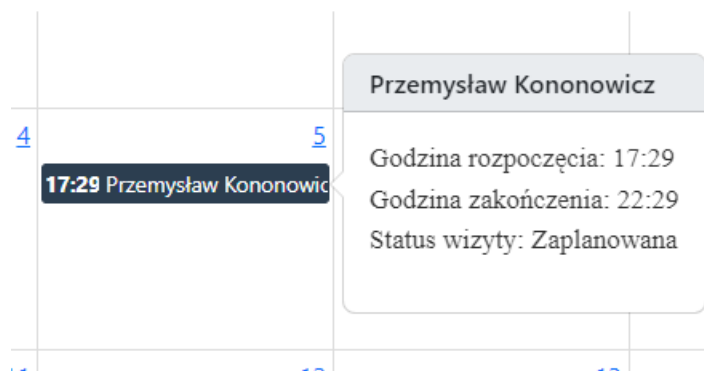 Przemysław Kononowicz
4
5
Godzina rozpoczęcia: 17:29
17:29 Przemysław Kononowic
Godzina zakończenia: 22:29
Status wizyty: Zaplanowana